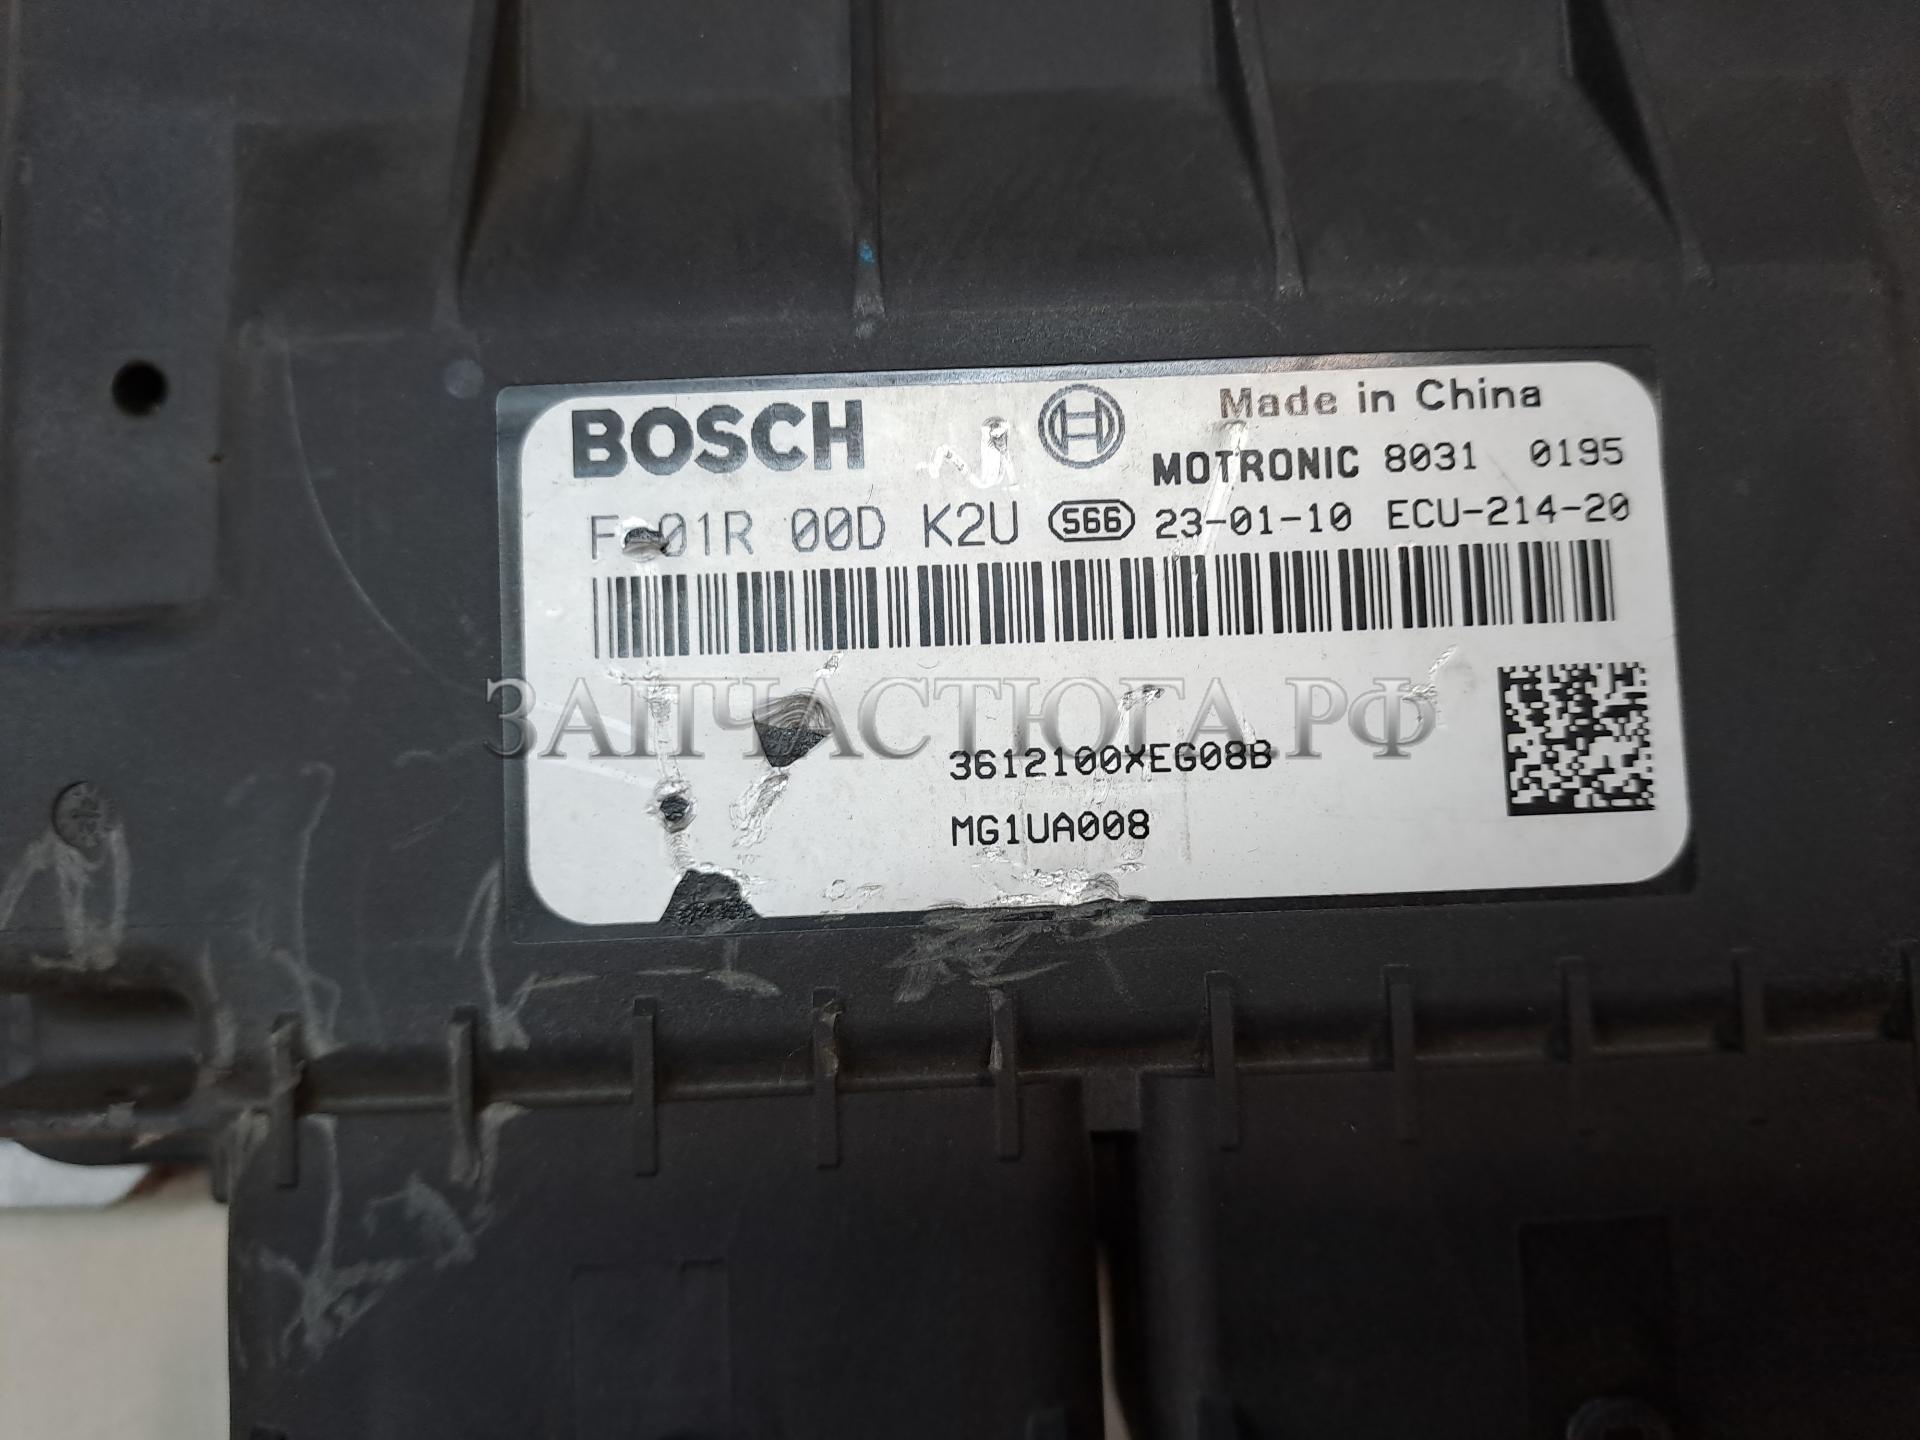 BOSCH
Made in China
MOTRONIC 8031 0195
F 01R 00D K2U S66 23-01-10 ECU-214-20
ЗАПЧАСТЮГА.РФ
3612100XEG08B
MG1UA008